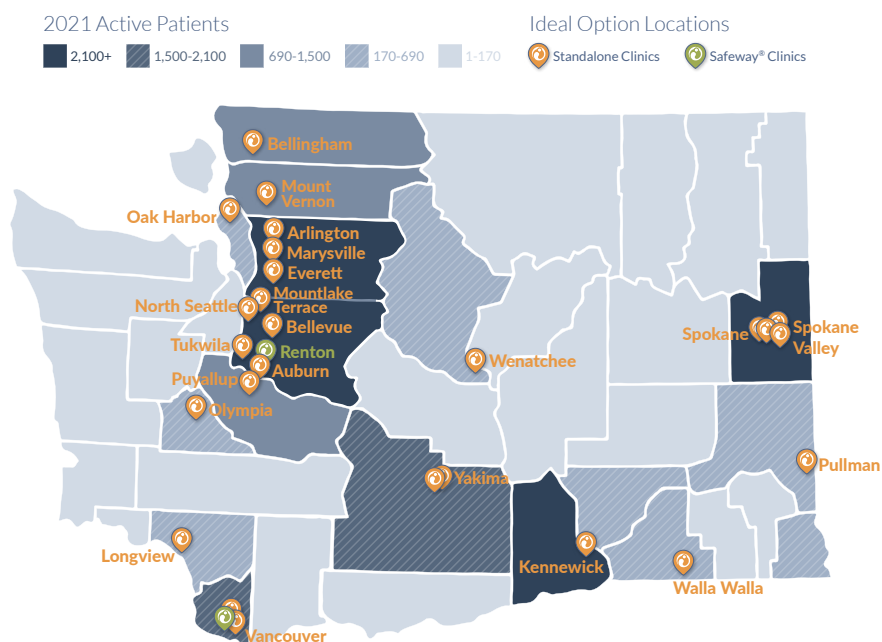 2021 Active Patients
Ideal Option Locations
2,100+
1,500-2,100
690-1,500
170-690
1-170
Standalone Clinics
Safeway® Clinics
Bellingham
Mount
Vernon
Oak Harbor
Arlington
Marysville
Everett
Mountlake
Terrace
North Seattle
Bellevue
Spokane
Spokane
Valley
Tukwila
Renton
Wenatchee
Auburn
Puyallup
Olympia
Pullman
Yakima
Longview
Kennewick
Walla Walla
Vancouver